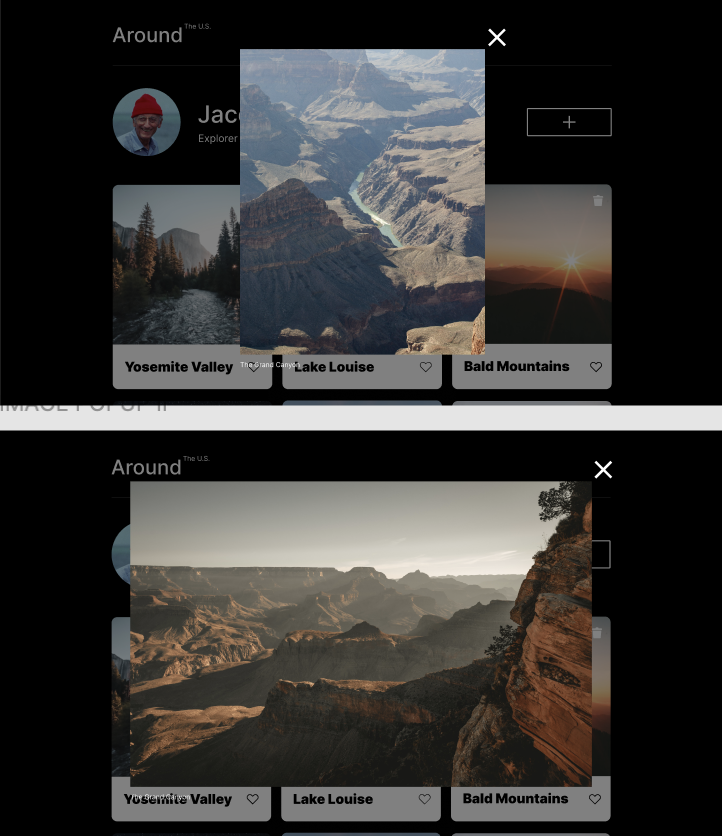 Around The U.S.
Jac
Explorer
Yosemite Valley
Lake Louise
Bald Mountains
The Grand Canyon
IMAGE POPUP IF
Around The U.S.
Yosemite Valley
Lake Louise
Bald Mountains
The Grand Canyon